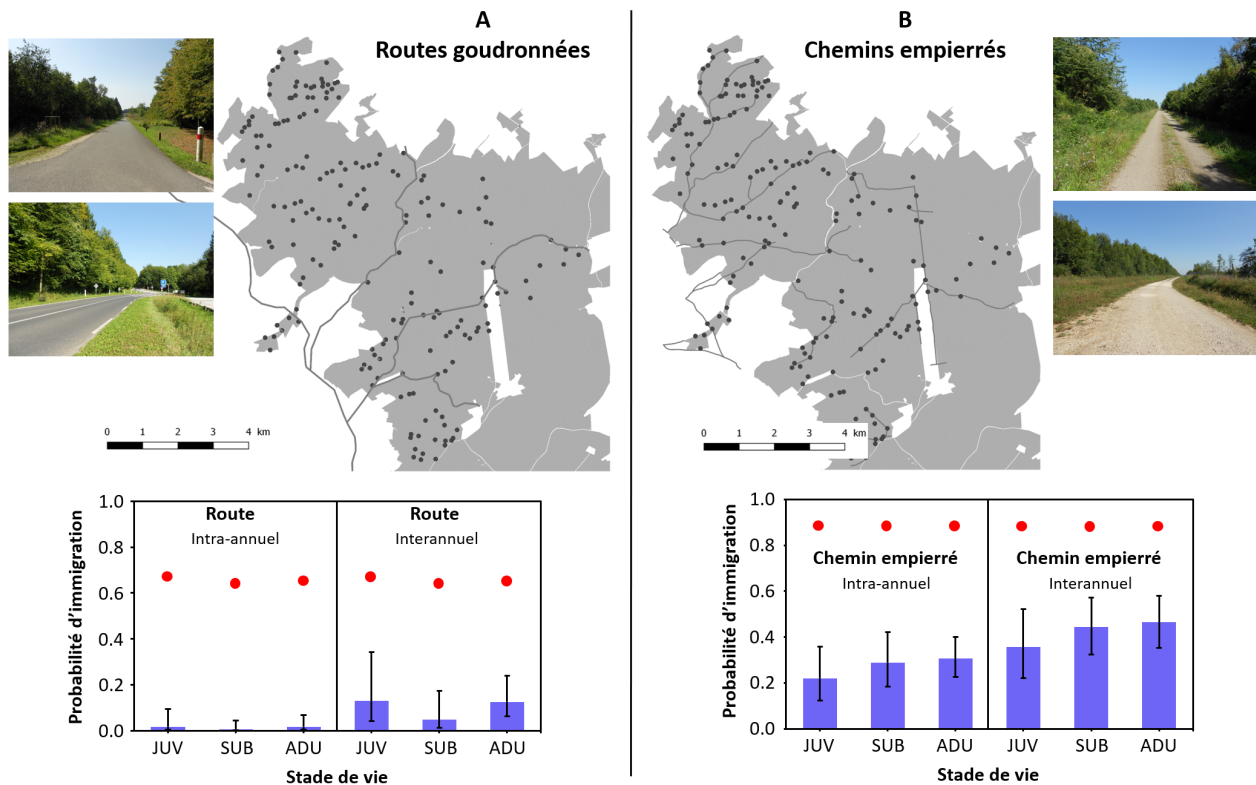 A
Routes goudronnées
0 1 2 3 4 km
1.0
0.8
0.6
0.4
0.2
0.0
Probabilité d'immigration
Route
Intra-annuel
Route
Interannuel
JUV SUB ADU JUV SUB ADU
Stade de vie
B
Chemins empierrés
0 1 2 3 4 km
1.0
0.8
0.6
0.4
0.2
0.0
Probabilité d'immigration
Chemin empierré
Intra-annuel
Chemin empierré
Interannuel
JUV SUB ADU JUV SUB ADU
Stade de vie